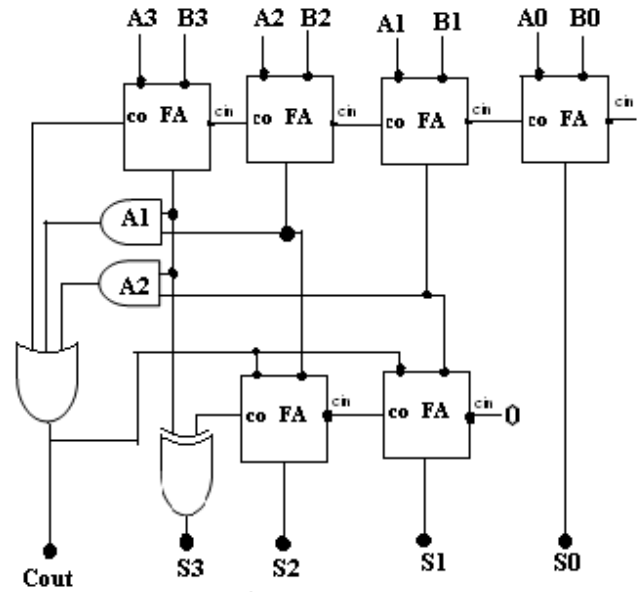 A3 B3 A2 B2 A1 B1 A0 B0
co FA cin co FA cin co FA cin co FA cin
A1
A2
co FA cin co FA cin 0
Cout S3 S2 S1 S0